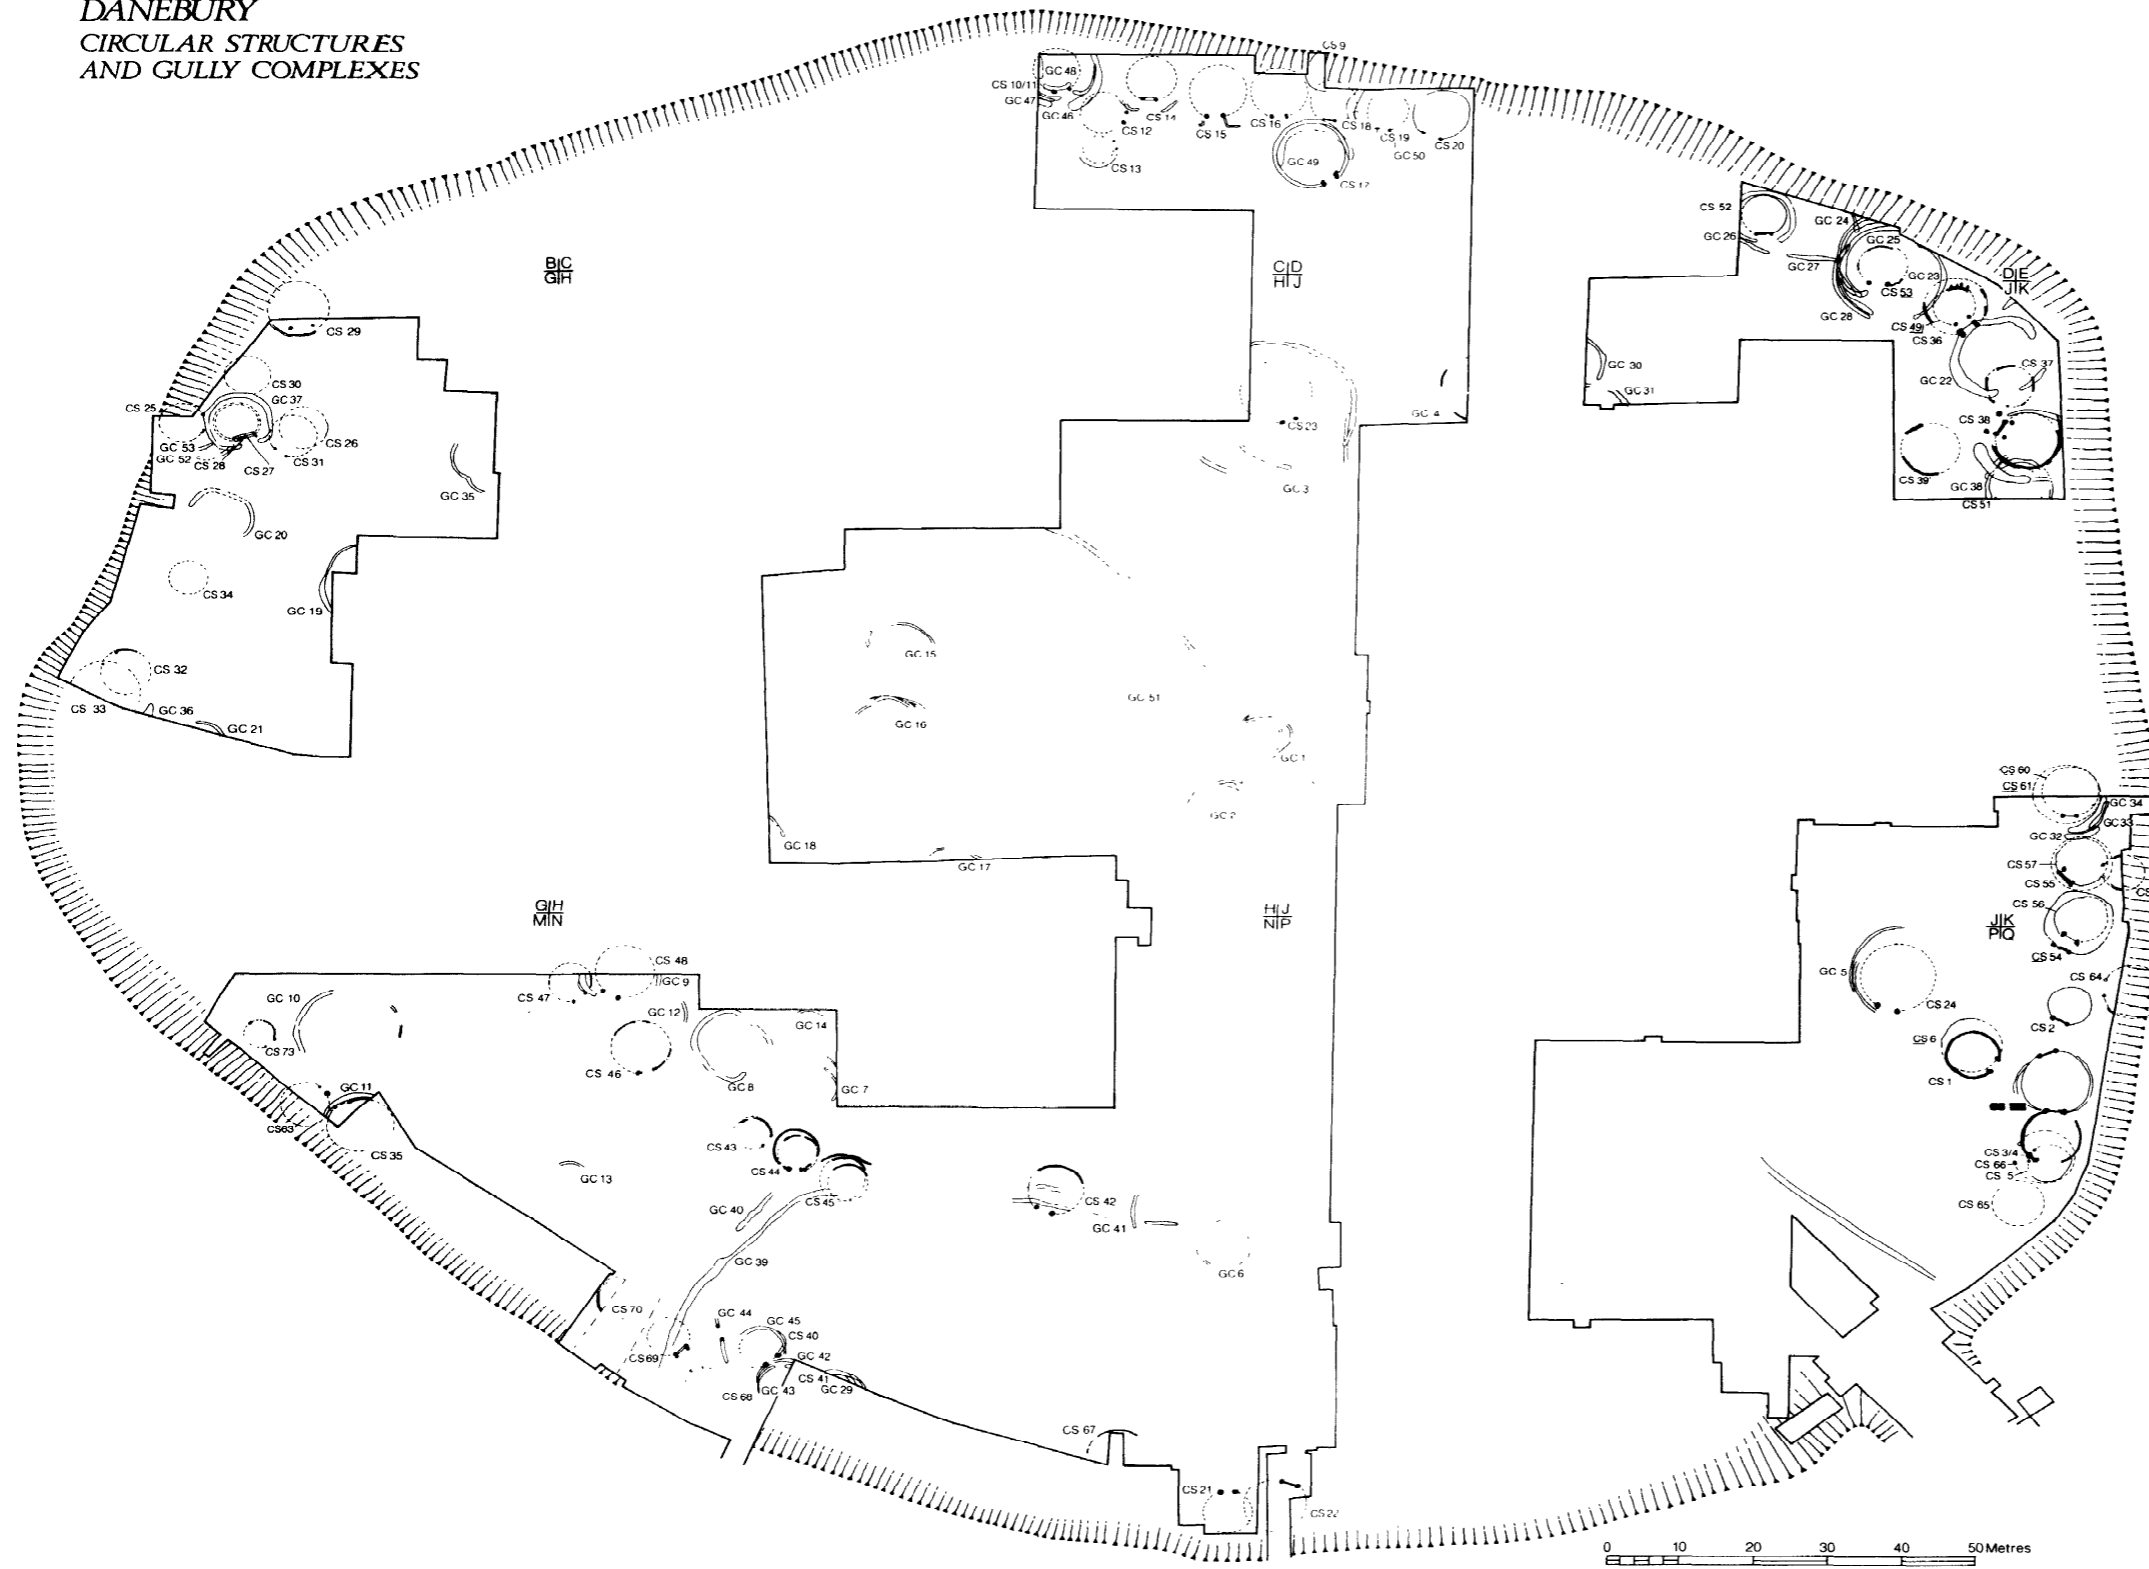 DANEBURY
CIRCULAR STRUCTURES
AND GULLY COMPLEXES
CS 9
GC 48
CS 10/11
GC 47
GC 46
CS 12
CS 14
CS 15
CS 16
CS 18
CS 19
CS 20
GC 50
CS 13
GC 49
CS 17
CS 52
GC 26
GC 24
GC 25
GC 27
GC 23
CS 53
GC 28
CS 49
CS 36
D|E
J|K
B|C
G|H
C|D
H|J
CS 29
CS 30
GC 37
CS 25
CS 26
GC 53
GC 52
CS 28
CS 27
CS 31
GC 35
GC 20
CS 34
GC 19
CS 32
CS 33
GC 36
GC 21
GC 30
GC 31
GC 22
CS 37
CS 38
CS 39
GC 38
CS 51
GC 4
CS 23
GC 3
GC 15
GC 51
GC 16
GC 1
GC 2
GC 18
GC 17
CS 60
CS 61
GC 34
GC 33
GC 32
CS 57
CS 55
CS
CS 56
J|K
P|Q
CS 54
CS 64
G|H
M|N
H|J
N|P
GC 5
CS 24
CS 2
CS 6
CS 1
CS 48
CS 47
GC 9
GC 10
GC 12
GC 14
CS 73
CS 46
GC 8
GC 7
GC 11
CS 63
CS 35
CS 43
CS 44
GC 13
CS 45
GC 40
CS 42
GC 41
GC 39
GC 6
CS 3/4
CS 66
CS 5
CS 65
CS 70
GC 44
GC 45
CS 40
CS 69
GC 42
CS 41
GC 29
CS 68
GC 43
CS 67
CS 21
CS 22
0 10 20 30 40 50 Metres